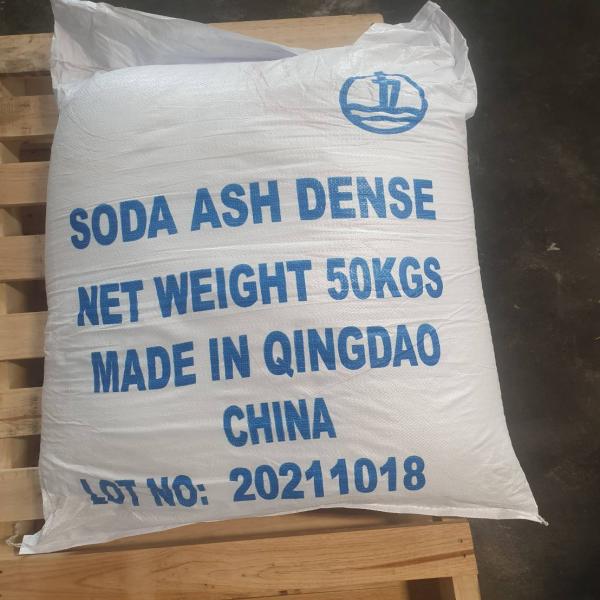 SODA ASH DENSE
NET WEIGHT 50KGS
MADE IN QINGDAO
CHINA
LOT NO: 20211018